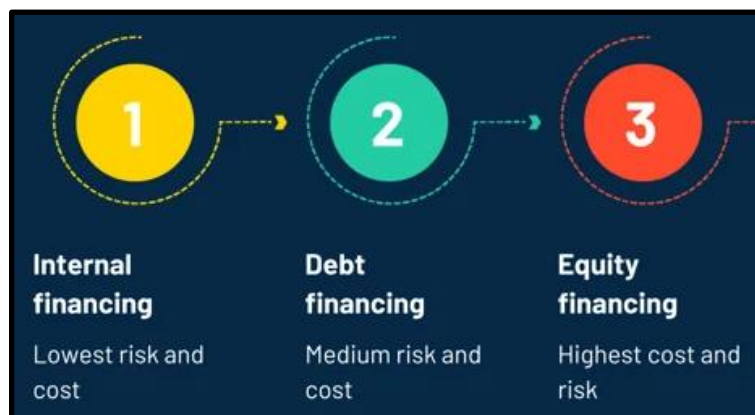 1
2
3
Internal
financing
Lowest risk and
cost
Debt
financing
Medium risk and
cost
Equity
financing
Highest cost and
risk